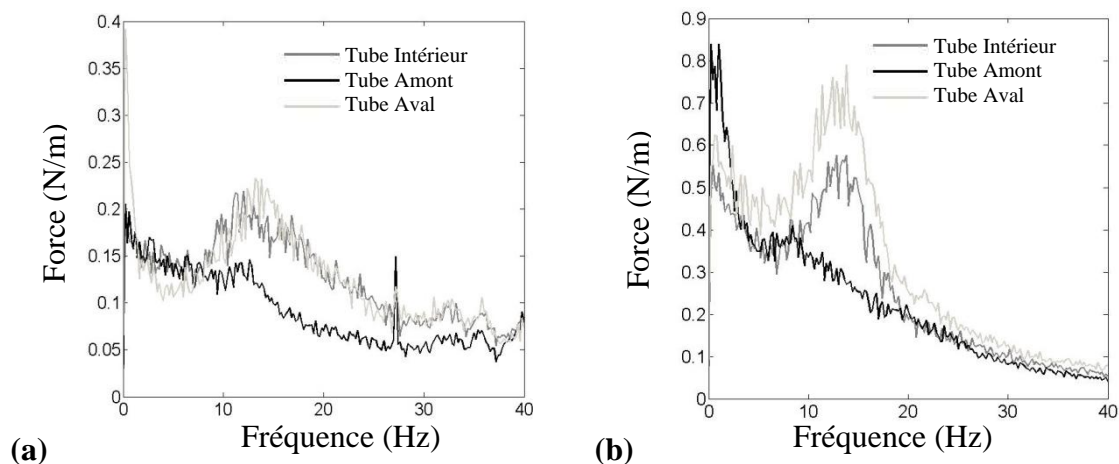 0.4
0.35
0.3
0.25
0.2
0.15
0.1
0.05
0
Force (N/m)
Tube Intérieur
Tube Amont
Tube Aval
0 10 20 30 40
Fréquence (Hz)
(a)
0.9
0.8
0.7
0.6
0.5
0.4
0.3
0.2
0.1
0
Force (N/m)
Tube Intérieur
Tube Amont
Tube Aval
0 10 20 30 40
Fréquence (Hz)
(b)